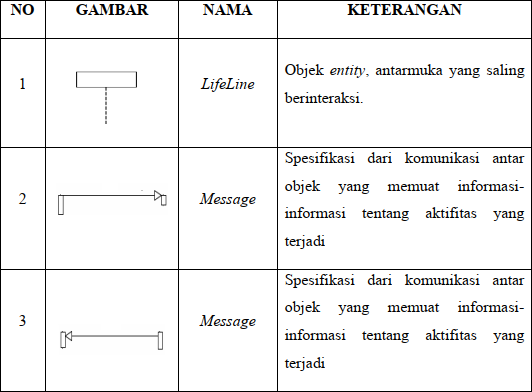 NO GAMBAR NAMA KETERANGAN
1 LifeLine Objek entity, antarmuka yang saling
berinteraksi.
2 Message Spesifikasi dari komunikasi antar
objek yang memuat informasi-
informasi tentang aktifitas yang
terjadi
3 Message Spesifikasi dari komunikasi antar
objek yang memuat informasi-
informasi tentang aktifitas yang
terjadi